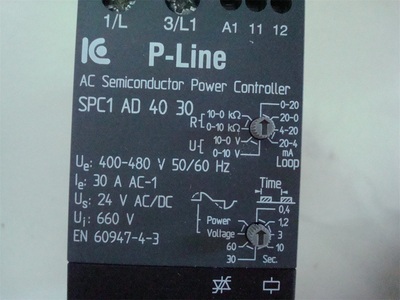 1/L 3/L1 A1 11 12
IC P-Line
AC Semiconductor Power Controller
SPC1 AD 40 30
R 10-0 kΩ 0-20
0-10 kΩ 20-0
U 10-0 V 4-20
0-10 V 20-4
mA
Loop
Ue: 400-480 V 50/60 Hz
Ie: 30 A AC-1
Us: 24 V AC/DC
Ui: 660 V
EN 60947-4-3
Time
0,4
Power 1,2
Voltage 3
60 10
30 Sec.